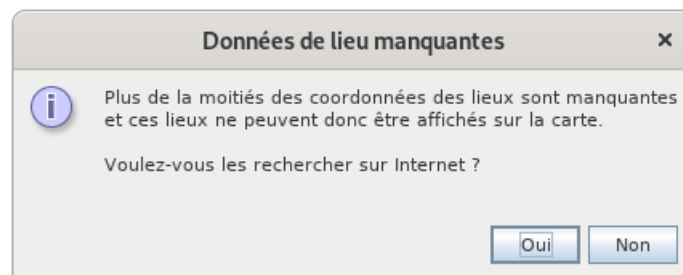 Données de lieu manquantes
Plus de la moitiés des coordonnées des lieux sont manquantes
et ces lieux ne peuvent donc être affichés sur la carte.
Voulez-vous les rechercher sur Internet ?
Oui Non